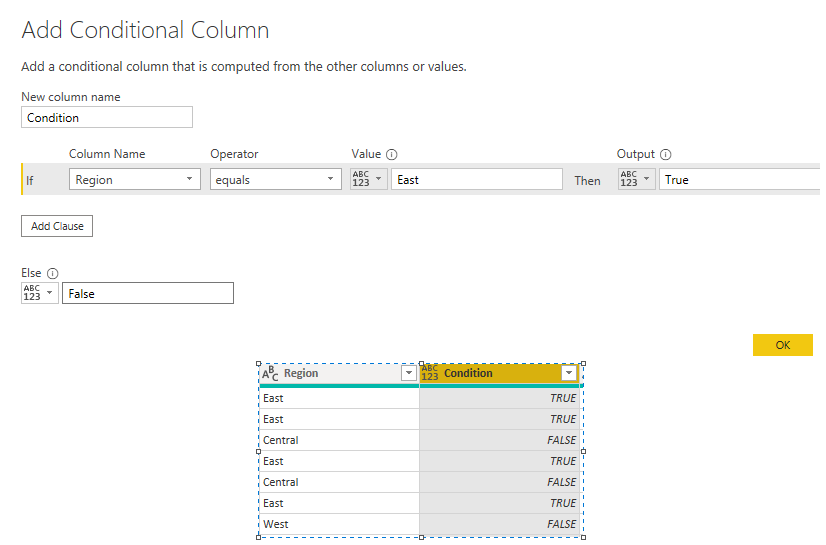 Add Conditional Column
Add a conditional column that is computed from the other columns or values.
New column name
Condition
Column Name Operator Value Output
If ABC 123 Then ABC 123
Region equals East True
Add Clause
Else
ABC 123 False
OK
ABC Region ABC 123 Condition
East TRUE
East TRUE
Central FALSE
East TRUE
Central FALSE
East TRUE
West FALSE